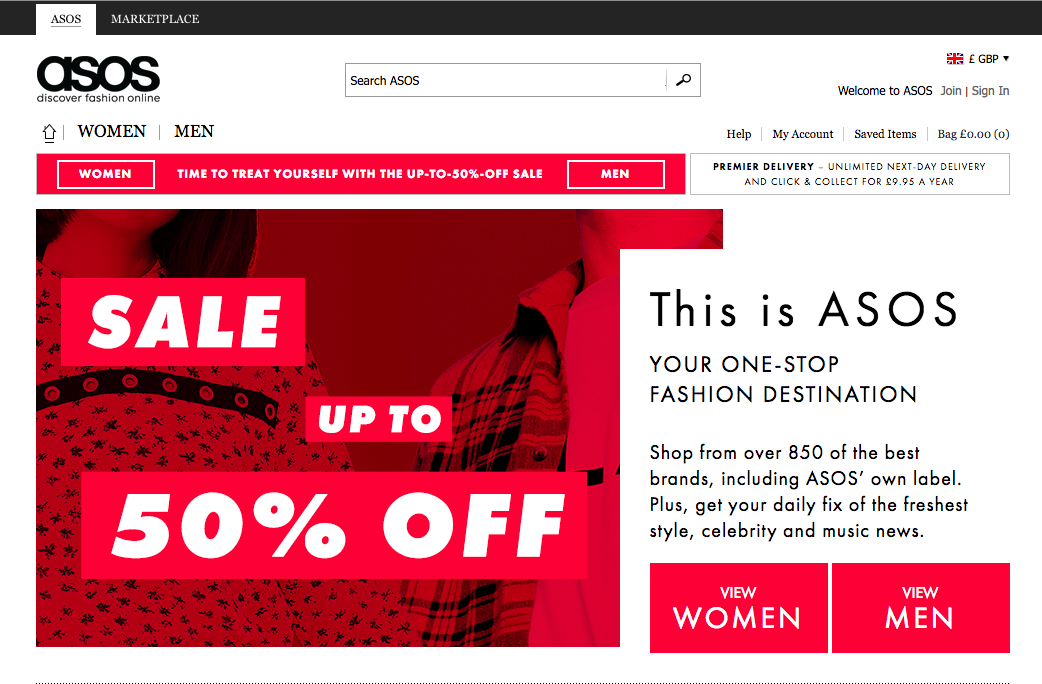 ASOS MARKETPLACE
asos
discover fashion online
Search ASOS
£ GBP
Welcome to ASOS Join | Sign In
WOMEN MEN
Help My Account Saved Items Bag £0.00 (0)
WOMEN TIME TO TREAT YOURSELF WITH THE UP-TO-50%-OFF SALE MEN
PREMIER DELIVERY – UNLIMITED NEXT-DAY DELIVERY
AND CLICK & COLLECT FOR £9.95 A YEAR
SALE
UP TO
50% OFF
This is ASOS
YOUR ONE-STOP
FASHION DESTINATION
Shop from over 850 of the best
brands, including ASOS’ own label.
Plus, get your daily fix of the freshest
style, celebrity and music news.
VIEW
WOMEN
VIEW
MEN